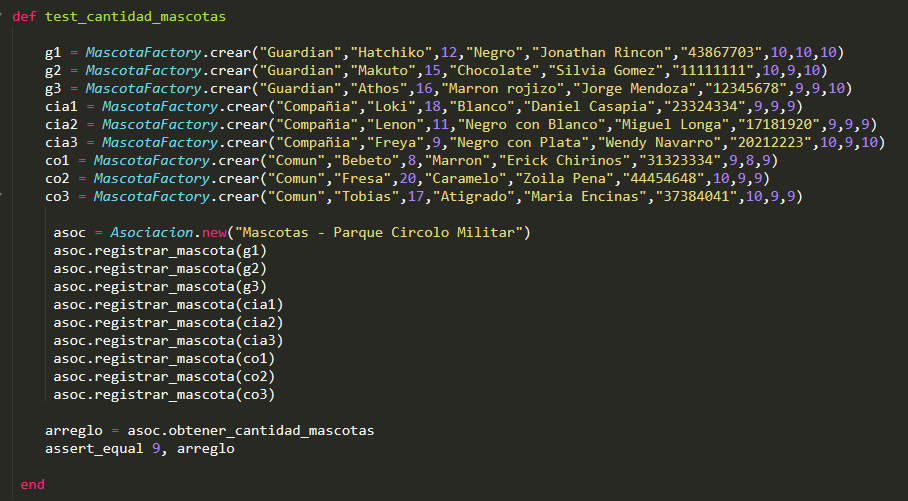 def test_cantidad_mascotas
g1 = MascotaFactory.crear("Guardian","Hatchiko",12,"Negro","Jonathan Rincon","43867703",10,10,10)
g2 = MascotaFactory.crear("Guardian","Makuto",15,"Chocolate","Silvia Gomez","11111111",10,9,10)
g3 = MascotaFactory.crear("Guardian","Athos",16,"Marron rojizo","Jorge Mendoza","12345678",9,9,10)
cia1 = MascotaFactory.crear("Compañia","Loki",18,"Blanco","Daniel Casapia","23324334",9,9,9)
cia2 = MascotaFactory.crear("Compañia","Lenon",11,"Negro con Blanco","Miguel Longa","17181920",9,9,9)
cia3 = MascotaFactory.crear("Compañia","Freya",9,"Negro con Plata","Wendy Navarro","20212223",10,9,10)
co1 = MascotaFactory.crear("Comun","Bebeto",8,"Marron","Erick Chirinos","31323334",9,8,9)
co2 = MascotaFactory.crear("Comun","Fresa",20,"Caramelo","Zoila Pena","44454648",10,9,9)
co3 = MascotaFactory.crear("Comun","Tobias",17,"Atigrado","Maria Encinas","37384041",10,9,9)
asoc = Asociacion.new("Mascotas - Parque Circolo Militar")
asoc.registrar_mascota(g1)
asoc.registrar_mascota(g2)
asoc.registrar_mascota(g3)
asoc.registrar_mascota(cia1)
asoc.registrar_mascota(cia2)
asoc.registrar_mascota(cia3)
asoc.registrar_mascota(co1)
asoc.registrar_mascota(co2)
asoc.registrar_mascota(co3)
arreglo = asoc.obtener_cantidad_mascotas
assert_equal 9, arreglo
end